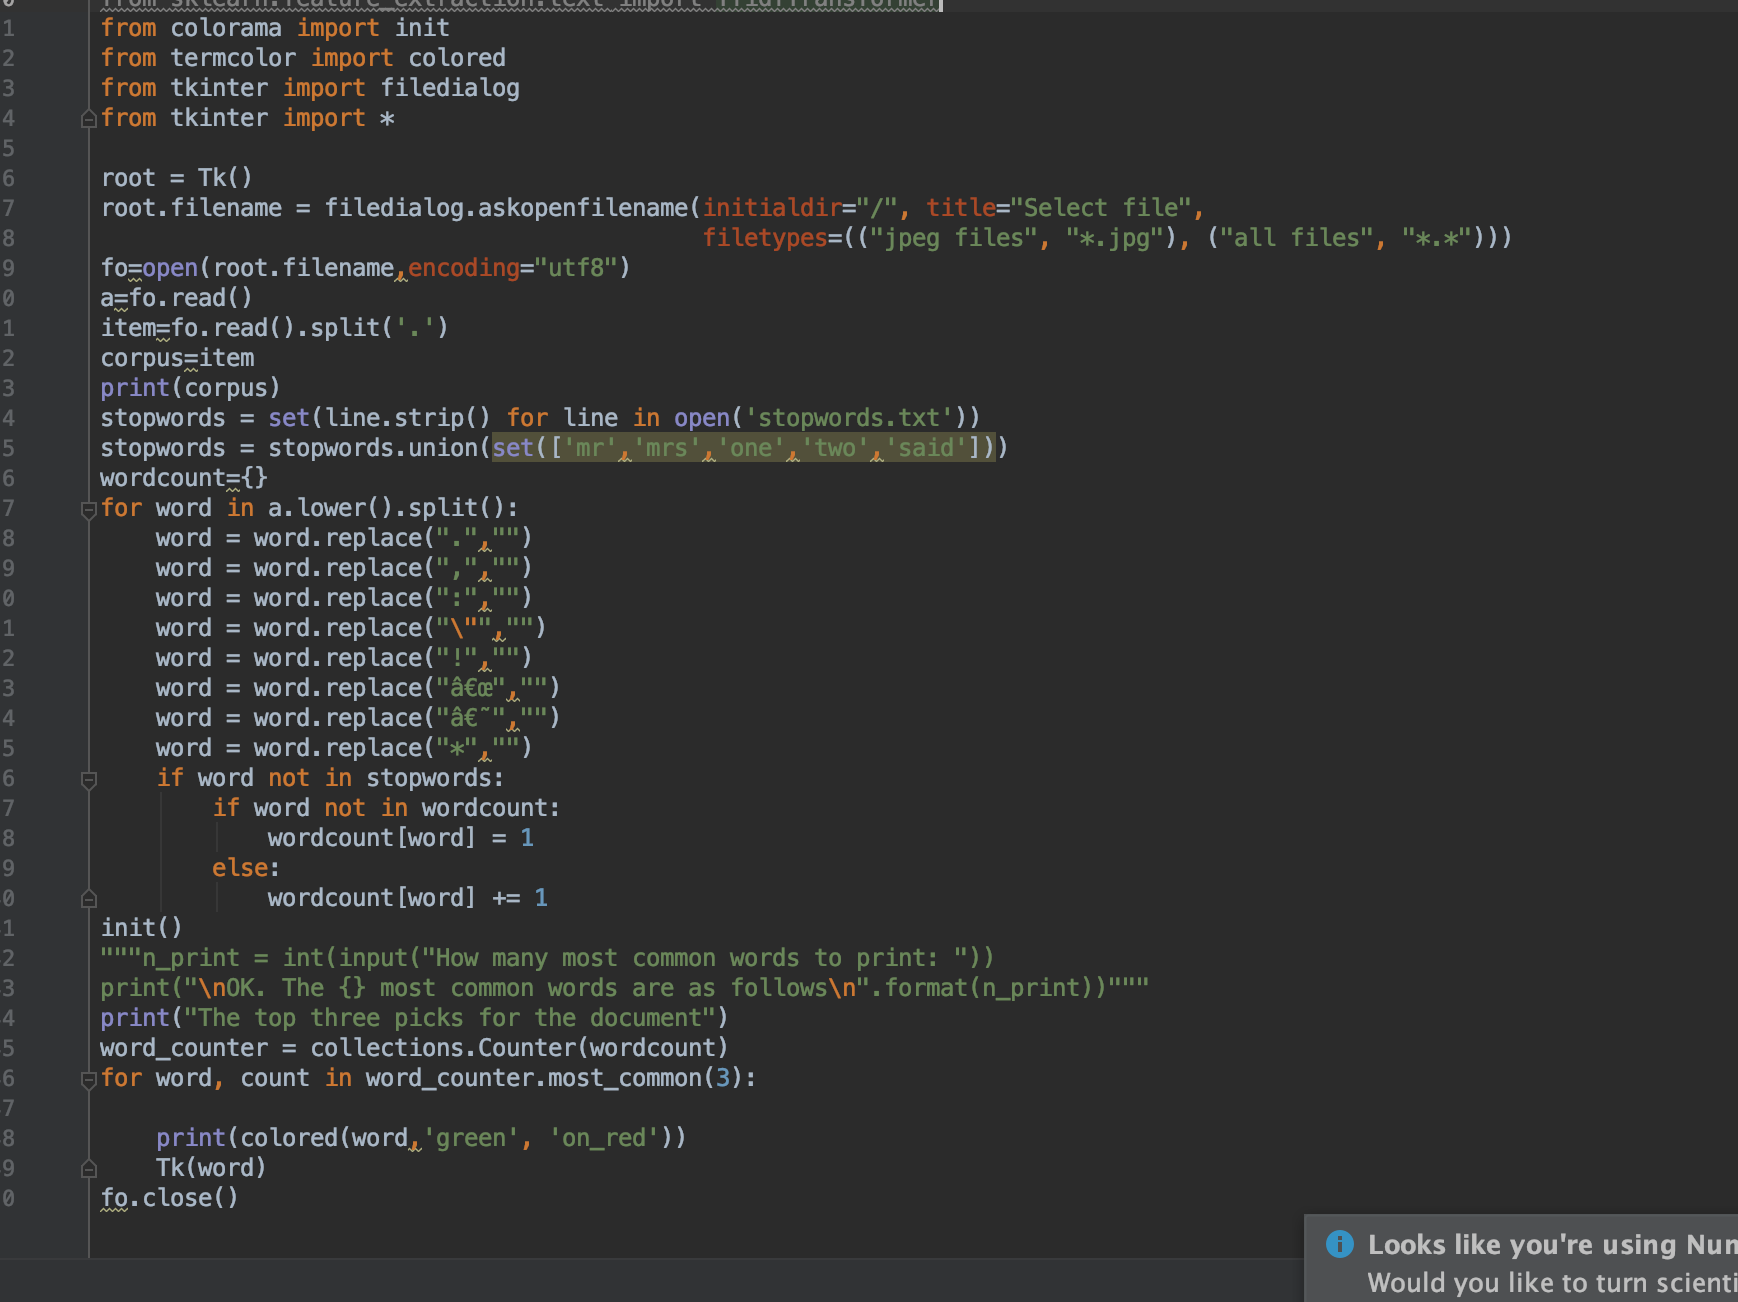 0 from sklearn.feature_extraction.text import TfidfTransformer
1 from colorama import init
2 from termcolor import colored
3 from tkinter import filedialog
4 from tkinter import *
5
6 root = Tk()
7 root.filename = filedialog.askopenfilename(initialdir="/", title="Select file",
8 filetypes=(("jpeg files", "*.jpg"), ("all files", "*.*")))
9 fo=open(root.filename,encoding="utf8")
0 a=fo.read()
1 item=fo.read().split('.')
2 corpus=item
3 print(corpus)
4 stopwords = set(line.strip() for line in open('stopwords.txt'))
5 stopwords = stopwords.union(set(['mr','mrs','one','two','said']))
6 wordcount={}
7 for word in a.lower().split():
8 word = word.replace(".","")
9 word = word.replace(",","")
0 word = word.replace(":","")
1 word = word.replace("\"","")
2 word = word.replace("!","")
3 word = word.replace("â€œ","")
4 word = word.replace("â€˜","")
5 word = word.replace("*","")
6 if word not in stopwords:
7 if word not in wordcount:
8 wordcount[word] = 1
9 else:
0 wordcount[word] += 1
1 init()
2 """n_print = int(input("How many most common words to print: "))
3 print("\nOK. The {} most common words are as follows\n".format(n_print))"""
4 print("The top three picks for the document")
5 word_counter = collections.Counter(wordcount)
6 for word, count in word_counter.most_common(3):
7
8 print(colored(word,'green', 'on_red'))
9 Tk(word)
0 fo.close()
Looks like you're using Num
Would you like to turn scienti